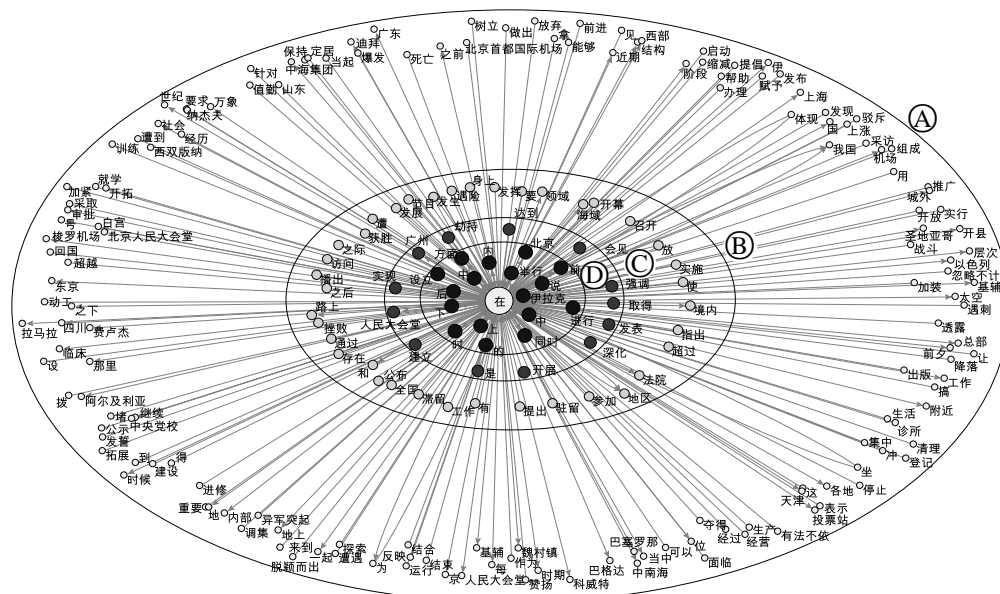 树立
放弃
前进
做出
拿
广东
见
西部
迪拜
北京首都国际机场
能够
结构
保持
定居
当起
爆发
死亡
之前
近期
启动
中海集团
阶段
缩减
提倡
伊
针对
帮助
赋予
发布
值勤
山东
办理
上海
世纪
要求
万象
纳杰夫
体现
发现
驳斥
A
社会
国
上涨
遭到
经历
采访
训练
西双版纳
我国
机场
组成
用
就学
身上
加紧
开拓
节目
发生
遇险
发挥
要
领域
推广
城外
采取
发展
开幕
审批
遭
劫持
达到
海域
开放
实行
号
白宫
召开
梭罗机场
北京人民大会堂
获胜
广州
内
北京
圣地亚哥
开县
之际
方面
会见
放
B
战斗
回国
层次
超越
访问
中
举行
前
D
C
实施
以色列
播出
实现
设立
说
强调
使
忽略不计
东京
之后
后
在
伊拉克
加装
基辅
动工
之下
路上
下
取得
境内
太空
遇刺
拉马拉
四川
费卢杰
挫败
人民大会堂
上
中
进行
发表
指出
透露
通过
时
的
同时
超过
总部
临床
存在
建立
深化
前夕
让
设
那里
和
公布
是
开展
法院
降落
出版
工作
全国
搞
拨
阿尔及利亚
滞留
工作
有
提出
驻留
参加
地区
附近
堵
继续
中央党校
生活
公示
诊所
发誓
集中
清理
拓展
到
得
冲
登记
时候
建设
坐
进修
天津
这
各地
停止
重要
地
内部
异军突起
表示
投票站
调集
地上
夺得
生产
有法不依
来到
探索
结合
基辅
魏村镇
巴塞罗那
经过
经营
脱颖而出
一起
遭遇
反映
结束
每
作为
当中
可以
位
面临
为
运行
京
人民大会堂
赞扬
时期
科威特
巴格达
中南海